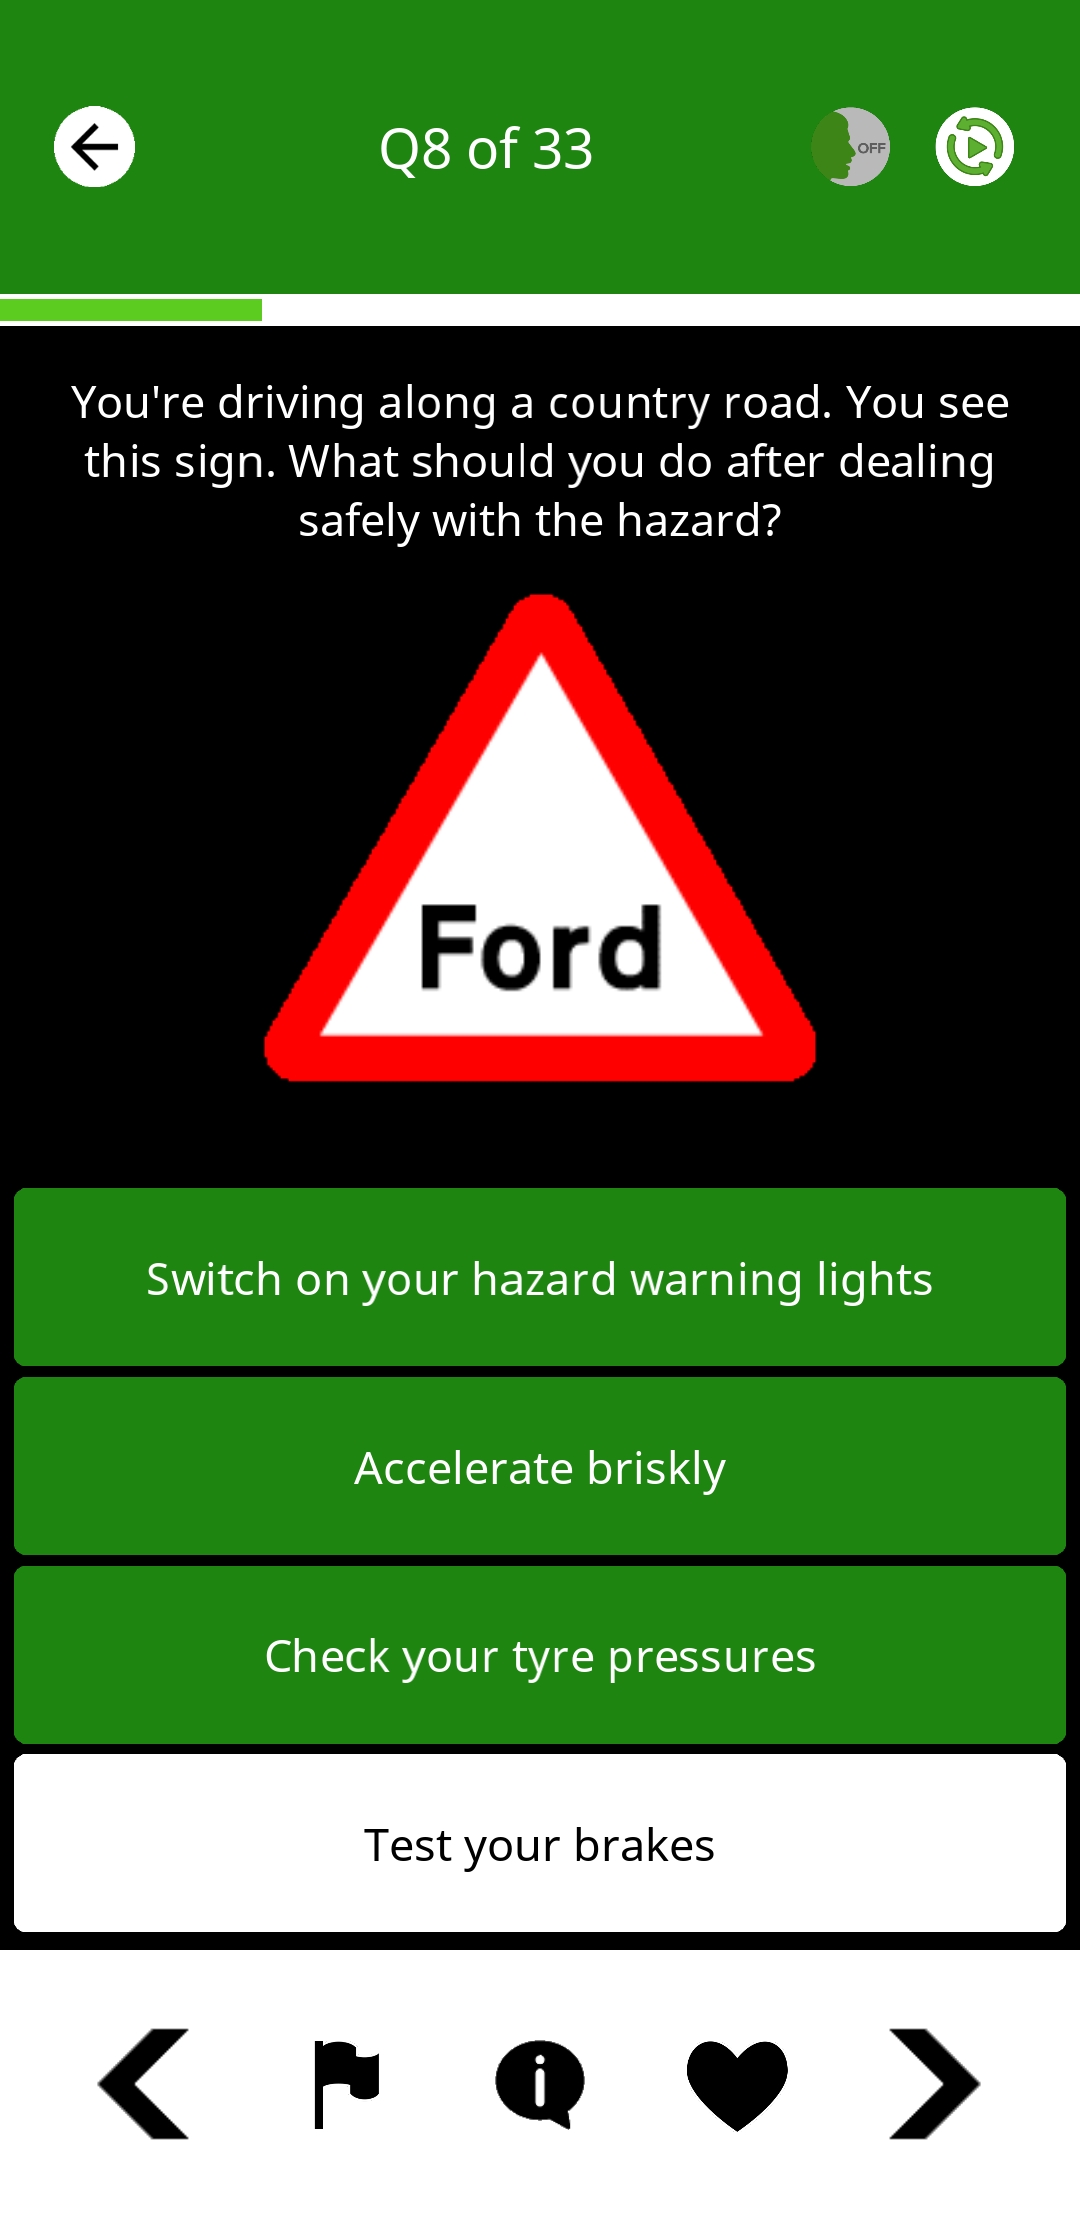 Q8 of 33
OFF
You're driving along a country road. You see
this sign. What should you do after dealing
safely with the hazard?
Ford
Switch on your hazard warning lights
Accelerate briskly
Check your tyre pressures
Test your brakes